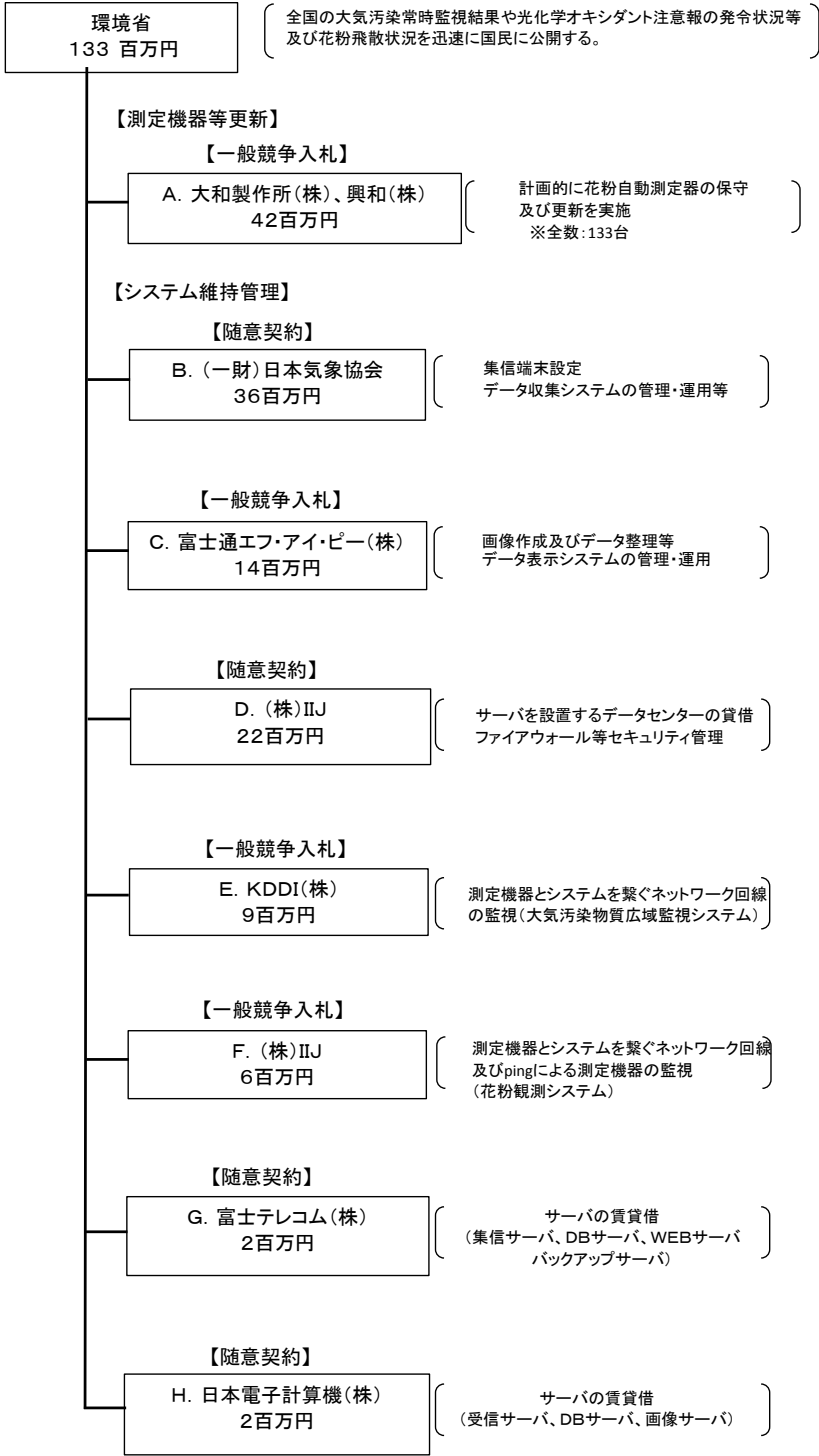 環境省
133 百万円
全国の大気汚染常時監視結果や光化学オキシダント注意報の発令状況等
及び花粉飛散状況を迅速に国民に公開する。
【測定機器等更新】
【一般競争入札】
A. 大和製作所(株)、興和(株)
42百万円
計画的に花粉自動測定器の保守
及び更新を実施
※全数:133台
【システム維持管理】
【随意契約】
B. (一財)日本気象協会
36百万円
集信端末設定
データ収集システムの管理・運用等
【一般競争入札】
C. 富士通エフ・アイ・ピー(株)
14百万円
画像作成及びデータ整理等
データ表示システムの管理・運用
【随意契約】
D. (株)IIJ
22百万円
サーバを設置するデータセンターの貸借
ファイアウォール等セキュリティ管理
【一般競争入札】
E. KDDI(株)
9百万円
測定機器とシステムを繋ぐネットワーク回線
の監視(大気汚染物質広域監視システム)
【一般競争入札】
F. (株)IIJ
6百万円
測定機器とシステムを繋ぐネットワーク回線
及びpingによる測定機器の監視
(花粉観測システム)
【随意契約】
G. 富士テレコム(株)
2百万円
サーバの賃貸借
(集信サーバ、DBサーバ、WEBサーバ
バックアップサーバ)
【随意契約】
H. 日本電子計算機(株)
2百万円
サーバの賃貸借
(受信サーバ、DBサーバ、画像サーバ)